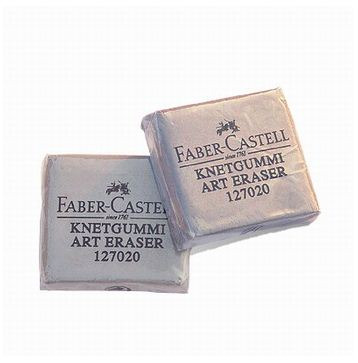 FABER-CASTELL
since 1761
KNETGUMMI
ART ERASER
127020
FABER-CASTELL
since 1761
KNETGUMMI
ART ERASER
127020